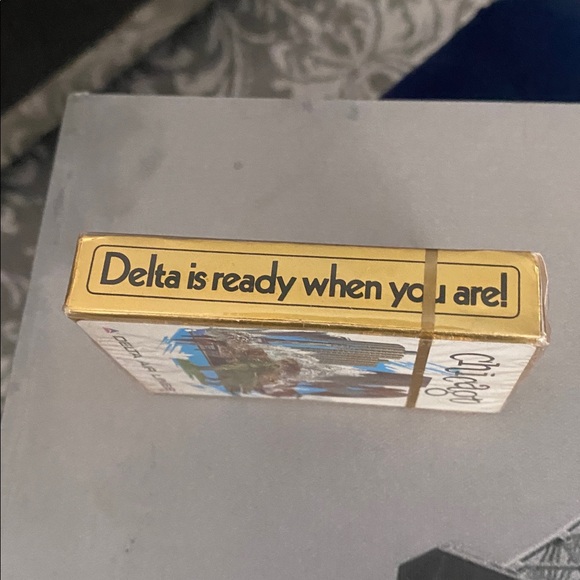 Delta is ready when you are!
DELTA AIR LINES
chicago